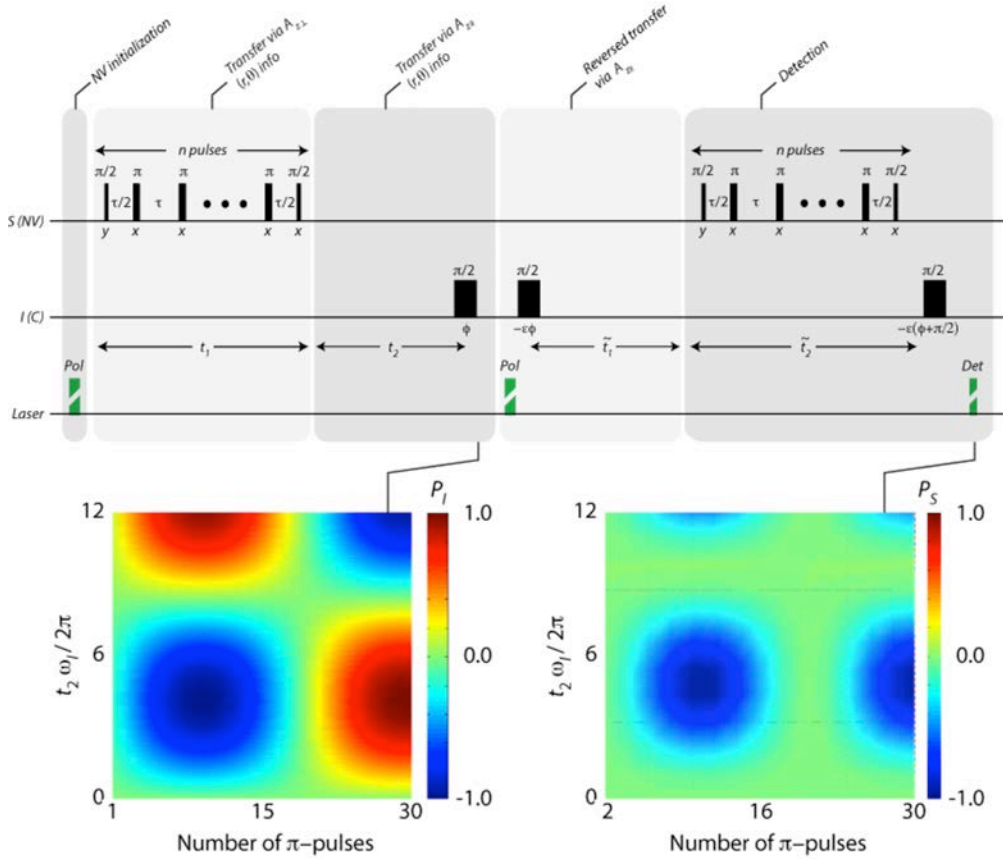 NV initialization
Transfer via A_z⊥
(r,θ) info
Transfer via A_zz
(r,θ) info
Reversed transfer
via A_zz
Detection
n pulses
n pulses
π/2 π π π π/2
π/2 π π π π/2
τ/2 τ • • • τ/2
τ/2 τ • • • τ/2
S (NV)
y x x x x
y x x x x
π/2 π/2 π/2
I (C)
ϕ -εϕ -ε(ϕ+π/2)
t₁ t₂ t̃₁ t̃₂
Pol Pol Det
Laser
P_I
P_S
12 1.0
12 1.0
t₂ ω_I / 2π
6 0.0
t₂ ω_I / 2π
6 0.0
0 -1.0
0 -1.0
1 15 30
2 16 30
Number of π−pulses
Number of π−pulses